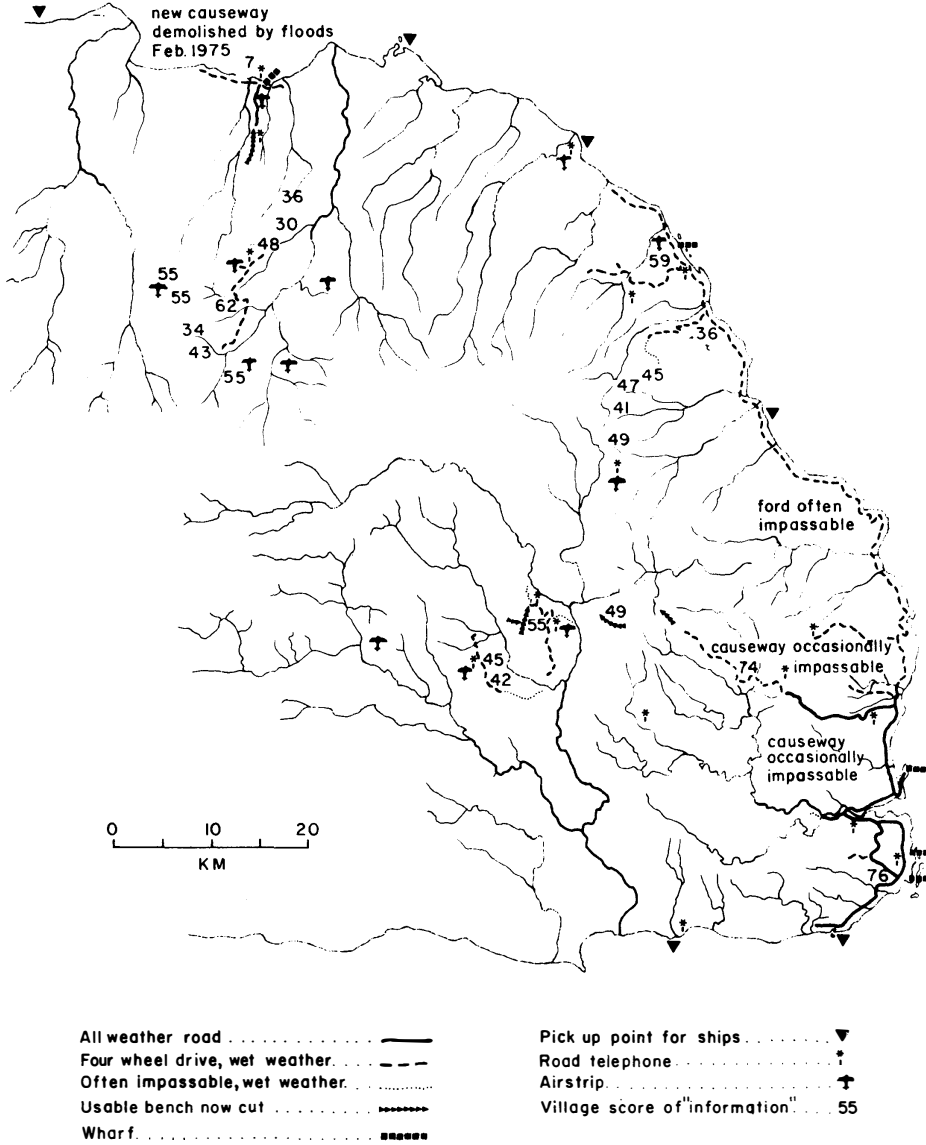 new causeway
demolished by floods
Feb. 1975
7
36
30
48
55
55
62
34
43
55
59
36
45
47
41
49
ford often
impassable
49
55
causeway occasionally
impassable
74
45
42
causeway
occasionally
impassable
0 10 20
KM
76
All weather road
Four wheel drive, wet weather
Often impassable, wet weather
Usable bench now cut
Wharf
Pick up point for ships
Road telephone
Airstrip
Village score of "information" 55